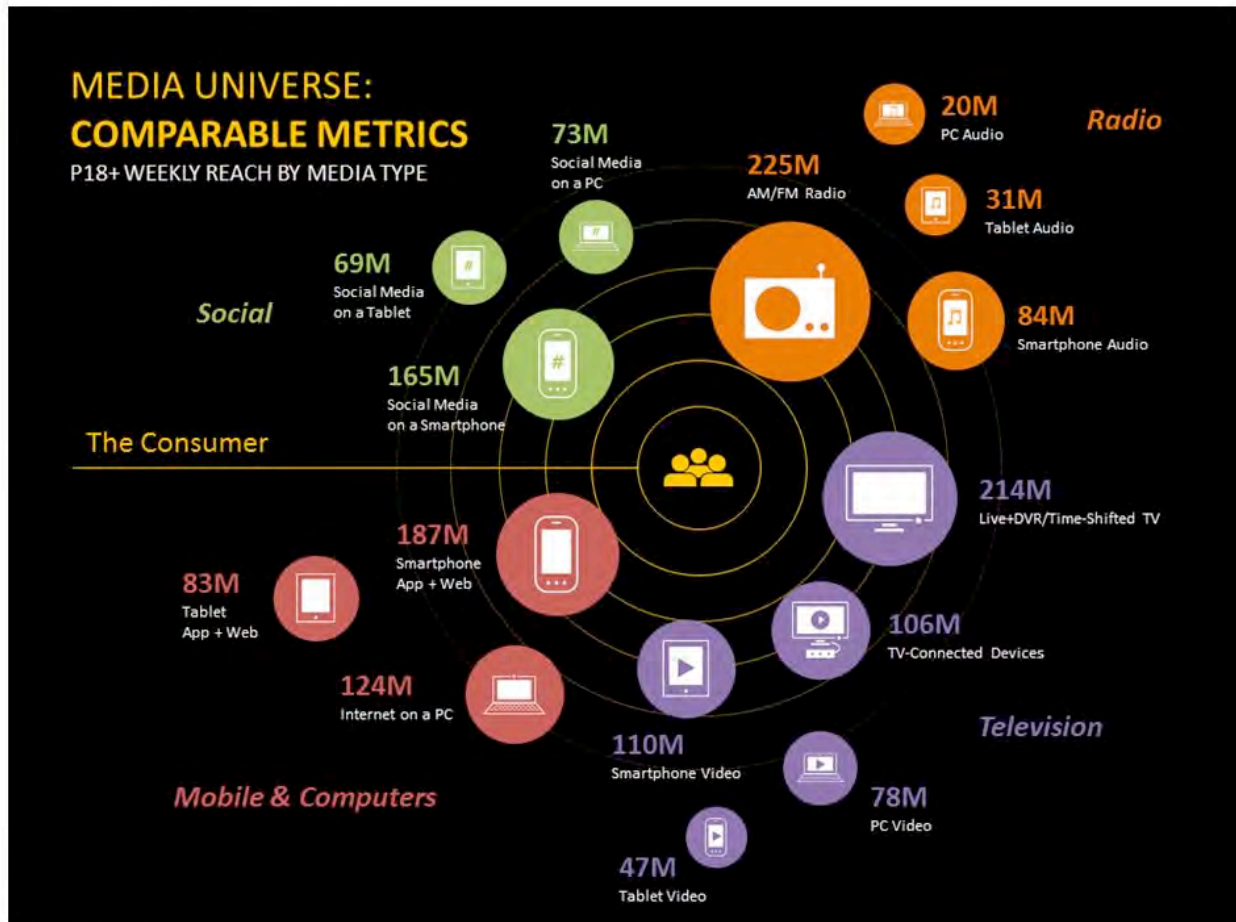 MEDIA UNIVERSE:
COMPARABLE METRICS
P18+ WEEKLY REACH BY MEDIA TYPE
20M
PC Audio
Radio
73M
Social Media
on a PC
225M
AM/FM Radio
31M
Tablet Audio
69M
Social Media
on a Tablet
#
#
Social
84M
Smartphone Audio
165M
Social Media
on a Smartphone
#
The Consumer
214M
Live+DVR/Time-Shifted TV
187M
Smartphone
App + Web
83M
Tablet
App + Web
106M
TV-Connected Devices
124M
Internet on a PC
110M
Smartphone Video
Television
Mobile & Computers
78M
PC Video
47M
Tablet Video